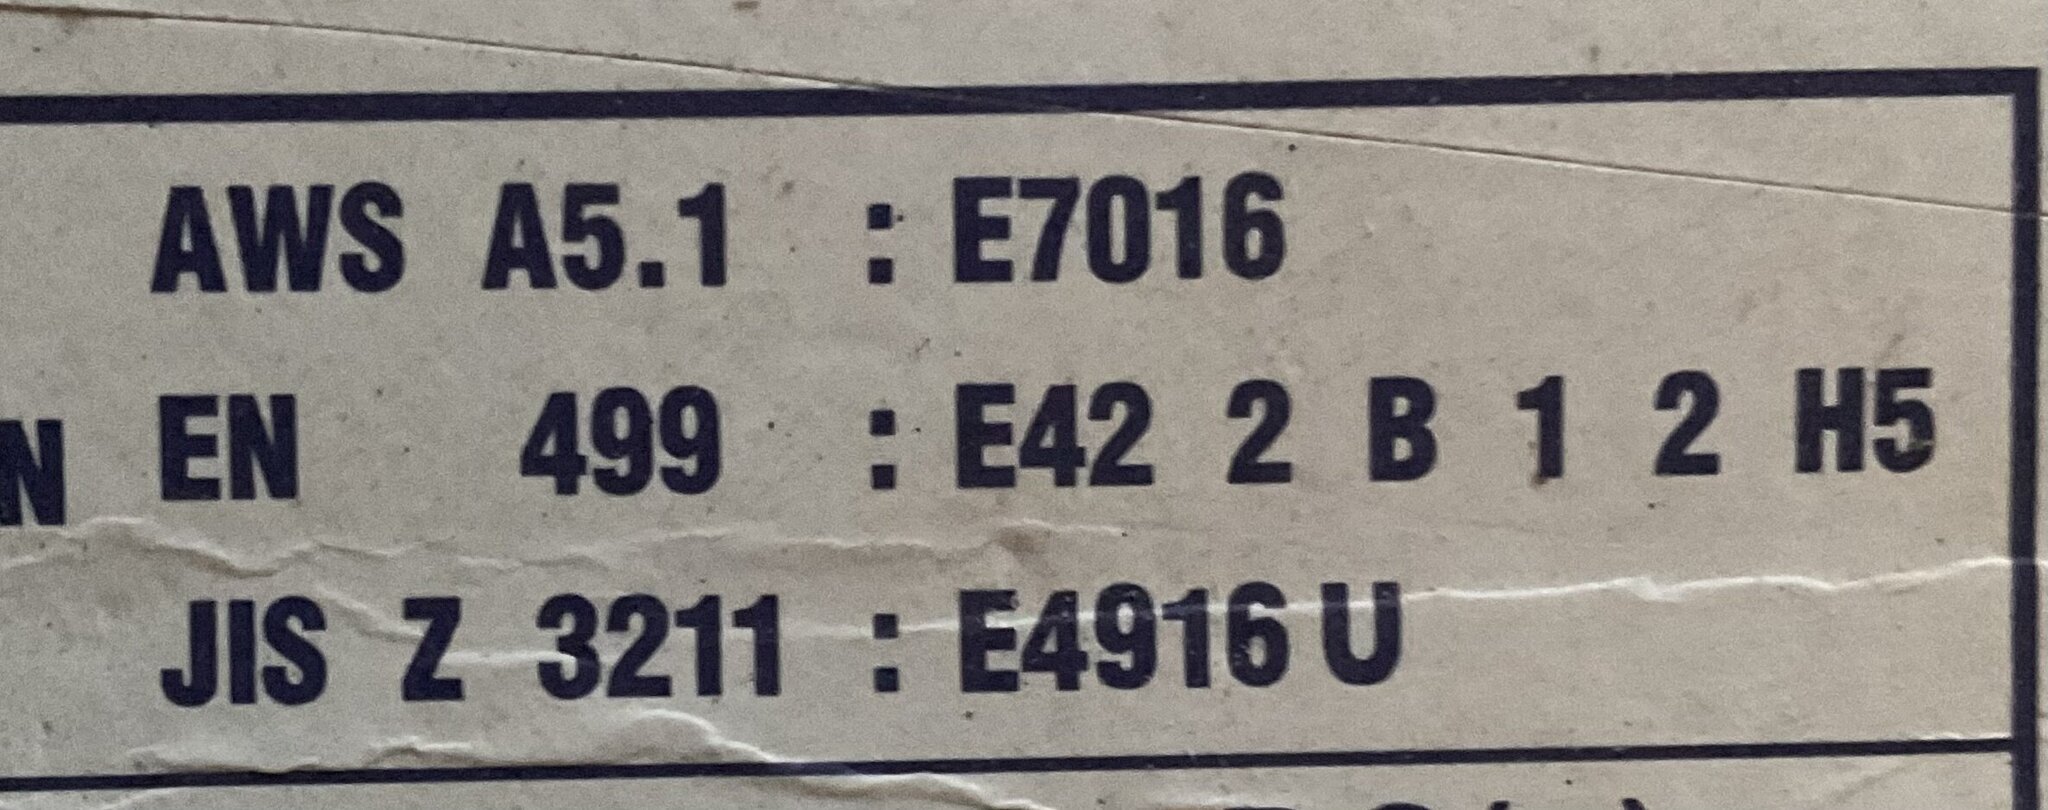 AWS A5.1 : E7016
N EN 499 : E42 2 B 1 2 H5
JIS Z 3211 : E4916 U